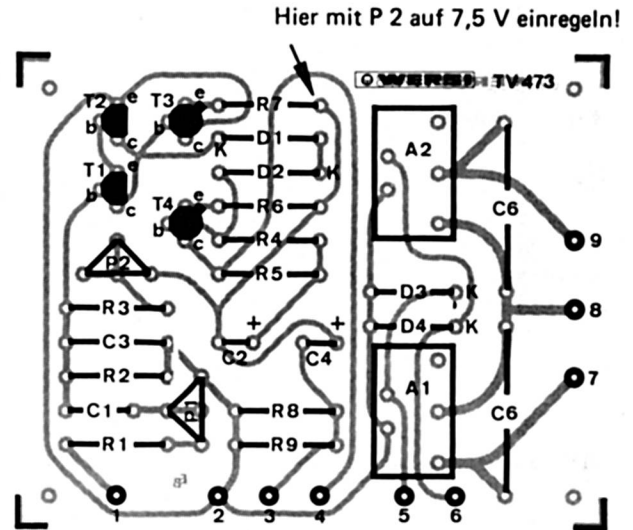 Hier mit P 2 auf 7,5 V einregeln!
WERSI TV473
T2 e T3 e R7
b c b c K D1
T1 e D2 K
b c T4 e R6
b c R4
P2 R5
A2
C6
9
R3 D3 K 8
C3 C2 + C4 + D4 K
R2 A1 7
C1 P1 R8 C6
R1 R9
1 2 3 4 5 6